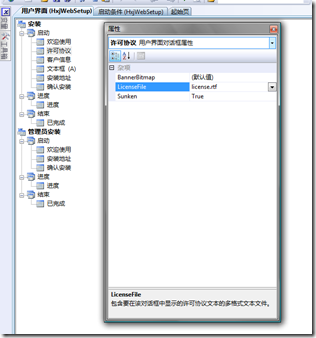 用户界面 (HxjWebSetup) 启动条件 (HxjWebSetup) 起始页
工具箱
安装
启动
欢迎使用
许可协议
客户信息
文本框 (A)
安装地址
确认安装
进度
进度
结束
已完成
管理员安装
启动
欢迎使用
安装地址
确认安装
进度
进度
结束
已完成
属性
许可协议 用户界面对话框属性
杂项
BannerBitmap (默认值)
LicenseFile license.rtf
Sunken True
LicenseFile
包含要在该对话框中显示的许可协议文本的多格式文本文件。